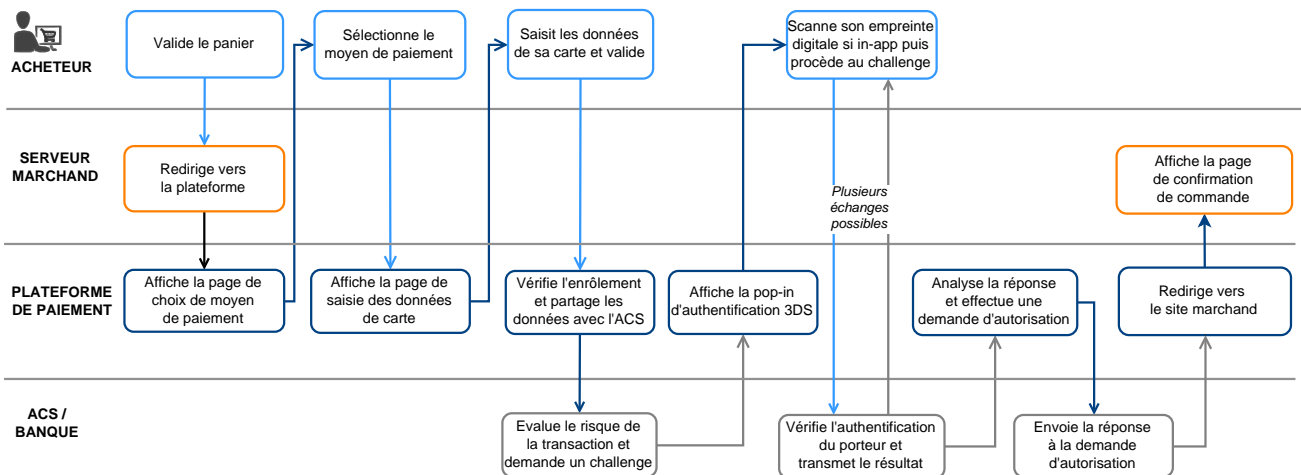 ACHETEUR
Valide le panier
Sélectionne le
moyen de paiement
Saisit les données
de sa carte et valide
Scanne son empreinte
digitale si in-app puis
procède au challenge
SERVEUR
MARCHAND
Redirige vers
la plateforme
Plusieurs
échanges
possibles
Affiche la page
de confirmation
de commande
PLATEFORME
DE PAIEMENT
Affiche la page de
choix de moyen
de paiement
Affiche la page de
saisie des données
de carte
Vérifie l'enrôlement
et partage les
données avec l'ACS
Affiche la pop-in
d'authentification 3DS
Analyse la réponse
et effectue une
demande d'autorisation
Redirige vers
le site marchand
ACS /
BANQUE
Evalue le risque de
la transaction et
demande un challenge
Vérifie l'authentification
du porteur et
transmet le résultat
Envoie la réponse
à la demande
d'autorisation